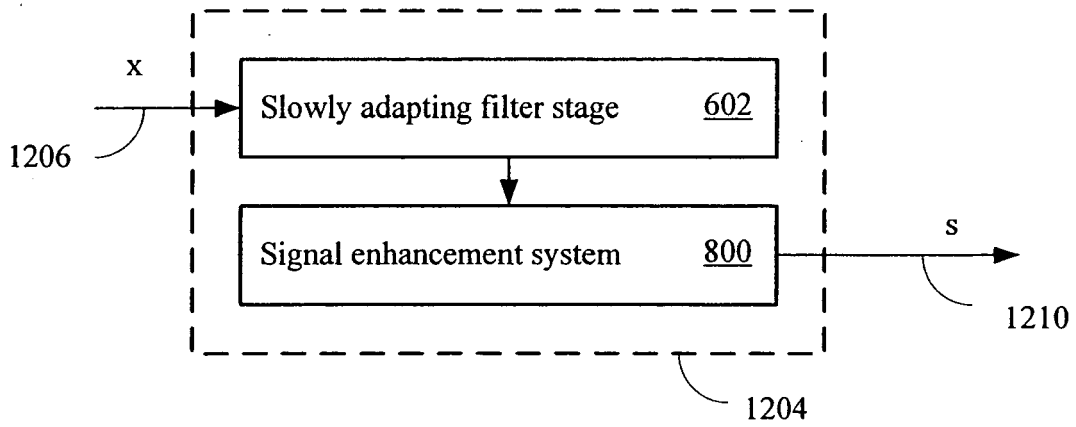 x
Slowly adapting filter stage 602
1206
Signal enhancement system 800
s
1210
1204